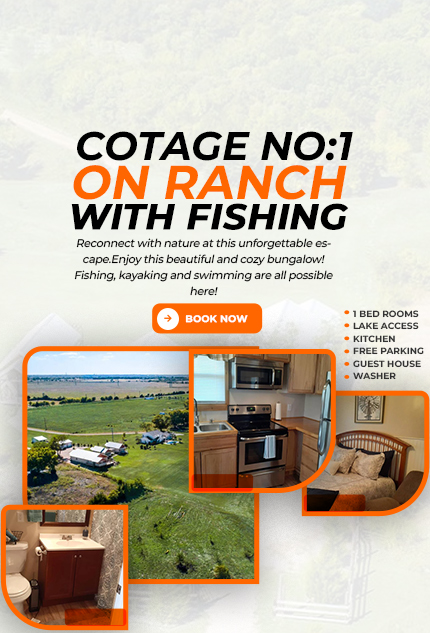 COTAGE NO:1
ON RANCH
WITH FISHING
Reconnect with nature at this unforgettable es-
cape.Enjoy this beautiful and cozy bungalow!
Fishing, kayaking and swimming are all possible
here!
BOOK NOW
1 BED ROOMS
LAKE ACCESS
KITCHEN
FREE PARKING
GUEST HOUSE
WASHER